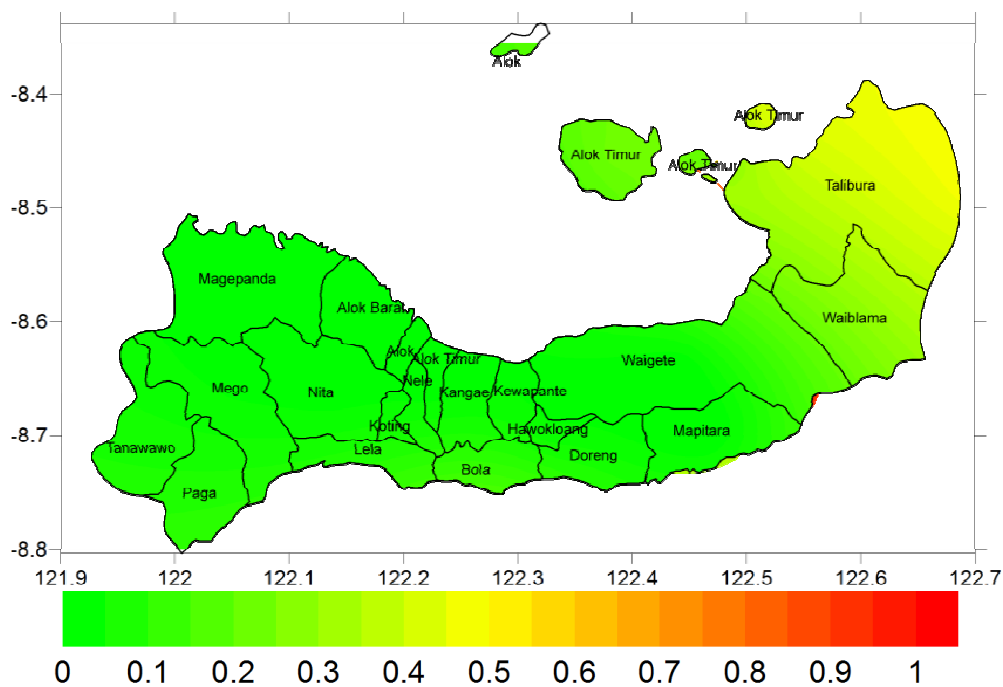 Alok
-8.4
Alok Timur
Alok Timur
Alok Timur
Talibura
-8.5
Magepanda
Alok Barat
-8.6
Waiblama
Alok
Alok Timur
Waigete
Mego
Nita
Nele
Kangae
Kewapante
Koting
Hawokloang
Mapitara
-8.7
Tanawawo
Lela
Bola
Doreng
Paga
-8.8
121.9 122 122.1 122.2 122.3 122.4 122.5 122.6 122.7
0 0.1 0.2 0.3 0.4 0.5 0.6 0.7 0.8 0.9 1